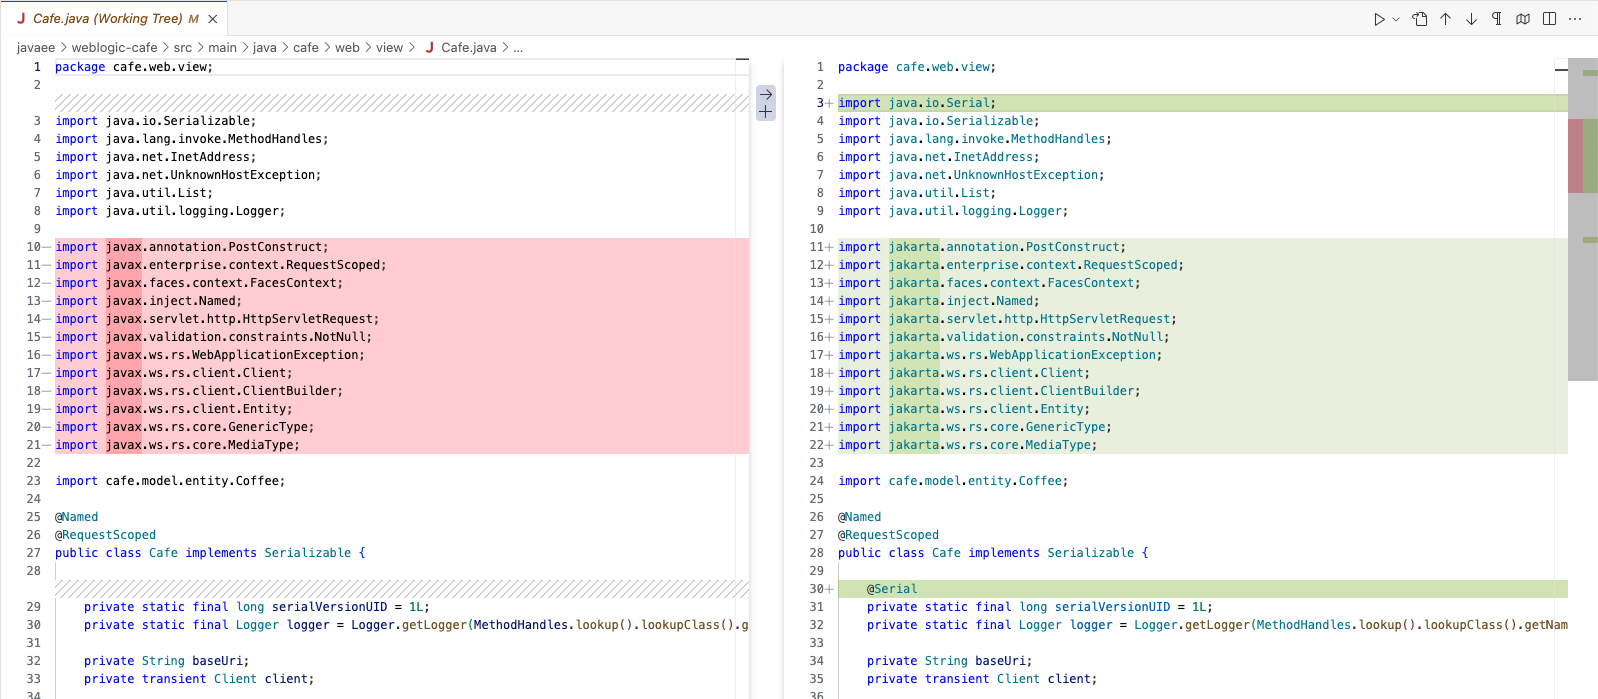 J Cafe.java (Working Tree) M
javaee > weblogic-cafe > src > main > java > cafe > web > view > J Cafe.java > ...
1 package cafe.web.view;
2
3 import java.io.Serializable;
4 import java.lang.invoke.MethodHandles;
5 import java.net.InetAddress;
6 import java.net.UnknownHostException;
7 import java.util.List;
8 import java.util.logging.Logger;
9
10— import javax.annotation.PostConstruct;
11— import javax.enterprise.context.RequestScoped;
12— import javax.faces.context.FacesContext;
13— import javax.inject.Named;
14— import javax.servlet.http.HttpServletRequest;
15— import javax.validation.constraints.NotNull;
16— import javax.ws.rs.WebApplicationException;
17— import javax.ws.rs.client.Client;
18— import javax.ws.rs.client.ClientBuilder;
19— import javax.ws.rs.client.Entity;
20— import javax.ws.rs.core.GenericType;
21— import javax.ws.rs.core.MediaType;
22
23 import cafe.model.entity.Coffee;
24
25 @Named
26 @RequestScoped
27 public class Cafe implements Serializable {
28
29 private static final long serialVersionUID = 1L;
30 private static final Logger logger = Logger.getLogger(MethodHandles.lookup().lookupClass().g
31
32 private String baseUri;
33 private transient Client client;
34
1 package cafe.web.view;
2
3+ import java.io.Serial;
4 import java.io.Serializable;
5 import java.lang.invoke.MethodHandles;
6 import java.net.InetAddress;
7 import java.net.UnknownHostException;
8 import java.util.List;
9 import java.util.logging.Logger;
10
11+ import jakarta.annotation.PostConstruct;
12+ import jakarta.enterprise.context.RequestScoped;
13+ import jakarta.faces.context.FacesContext;
14+ import jakarta.inject.Named;
15+ import jakarta.servlet.http.HttpServletRequest;
16+ import jakarta.validation.constraints.NotNull;
17+ import jakarta.ws.rs.WebApplicationException;
18+ import jakarta.ws.rs.client.Client;
19+ import jakarta.ws.rs.client.ClientBuilder;
20+ import jakarta.ws.rs.client.Entity;
21+ import jakarta.ws.rs.core.GenericType;
22+ import jakarta.ws.rs.core.MediaType;
23
24 import cafe.model.entity.Coffee;
25
26 @Named
27 @RequestScoped
28 public class Cafe implements Serializable {
29
30+ @Serial
31 private static final long serialVersionUID = 1L;
32 private static final Logger logger = Logger.getLogger(MethodHandles.lookup().lookupClass().getNam
33
34 private String baseUri;
35 private transient Client client;
36